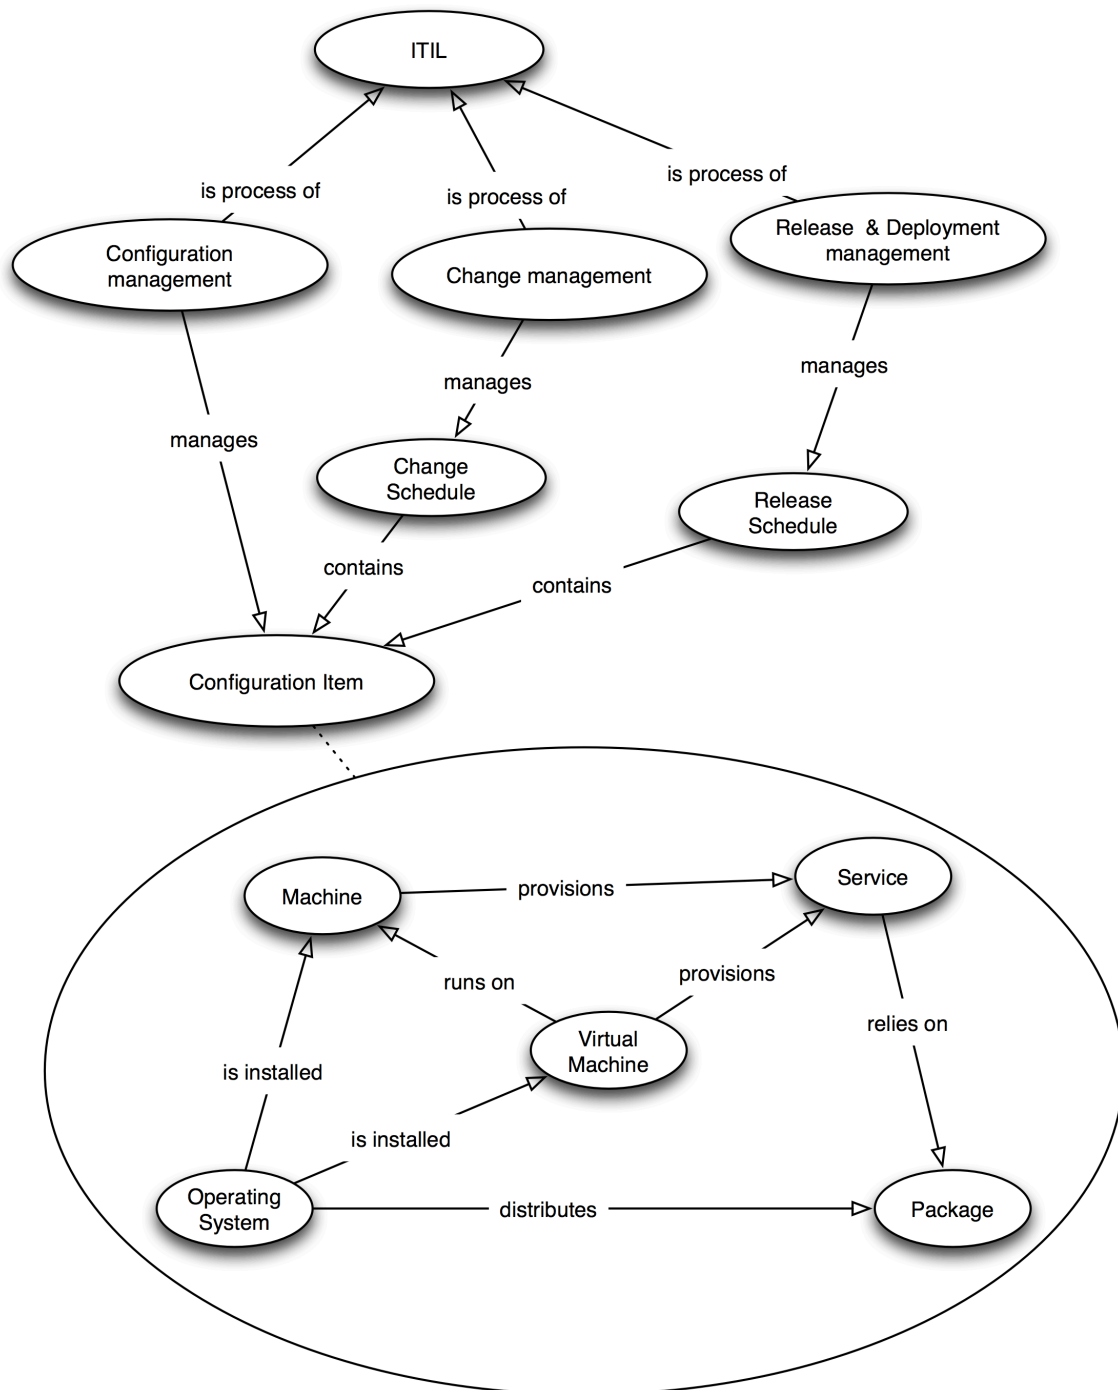 ITIL
is process of
is process of
is process of
Configuration
management
Change management
Release & Deployment
management
manages
manages
manages
Change
Schedule
Release
Schedule
contains
contains
Configuration Item
Machine
provisions
Service
runs on
provisions
Virtual
Machine
relies on
is installed
is installed
Operating
System
distributes
Package